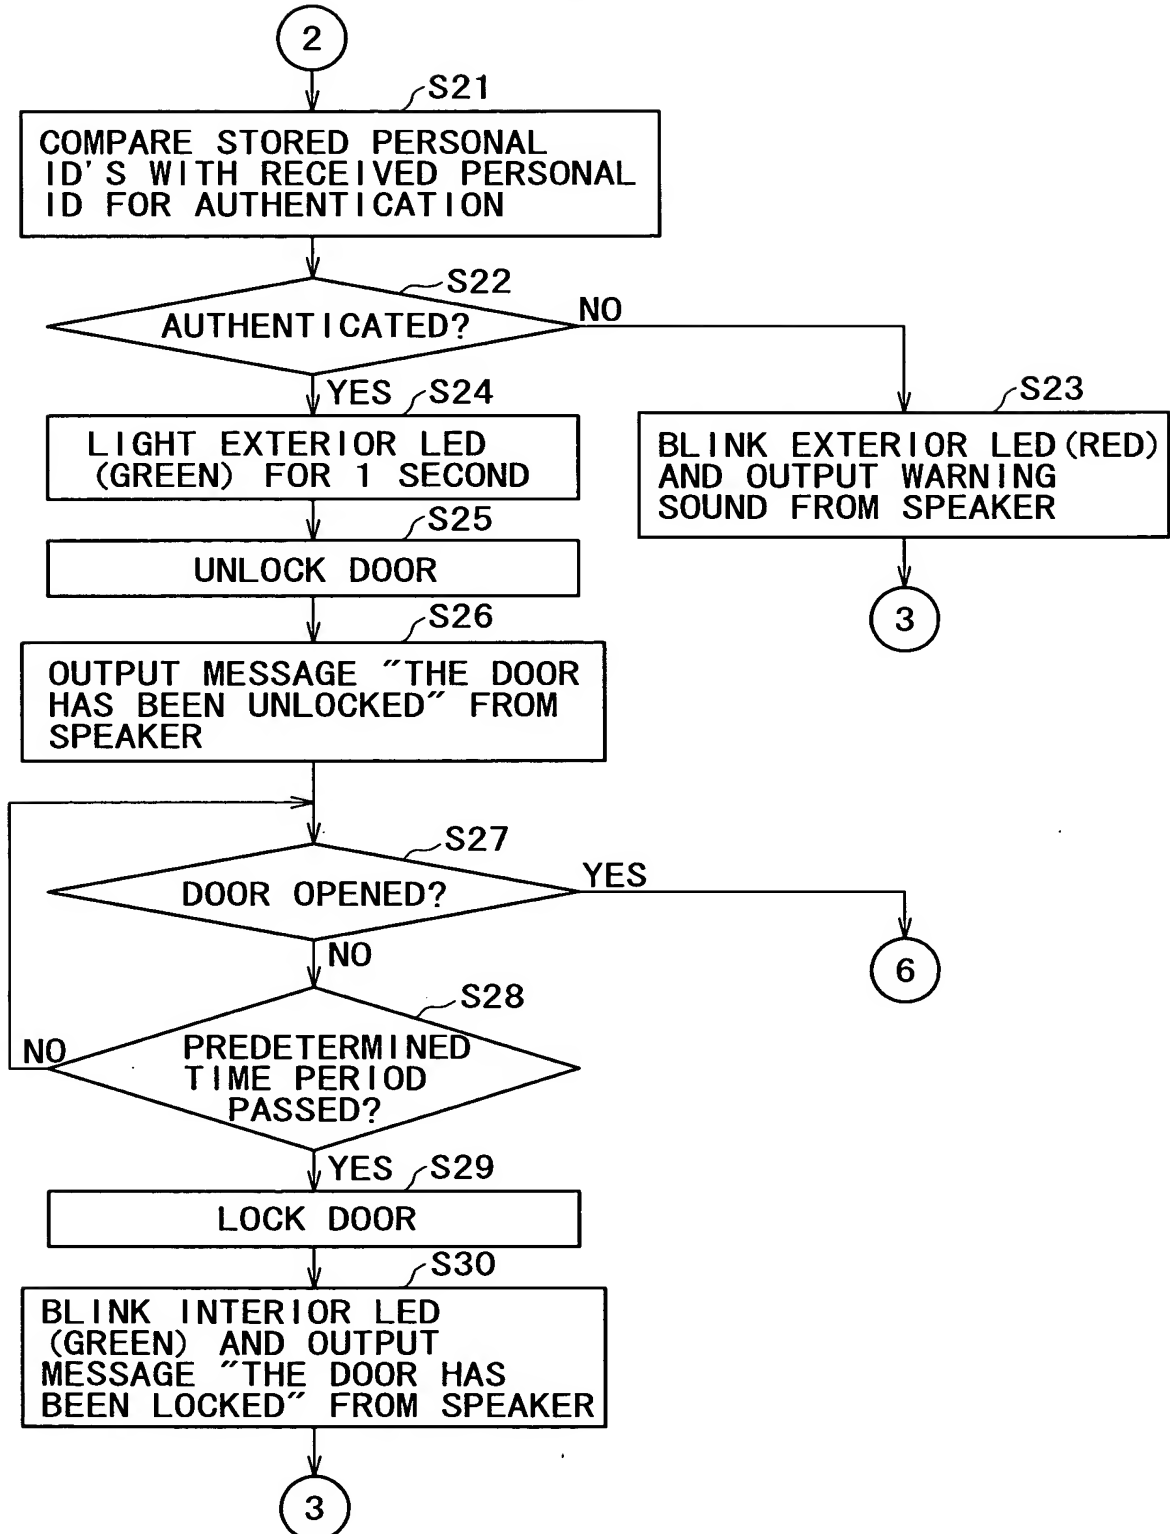 2
S21
COMPARE STORED PERSONAL
ID'S WITH RECEIVED PERSONAL
ID FOR AUTHENTICATION
S22
AUTHENTICATED?
NO
YES
S24
LIGHT EXTERIOR LED
(GREEN) FOR 1 SECOND
S23
BLINK EXTERIOR LED (RED)
AND OUTPUT WARNING
SOUND FROM SPEAKER
3
S25
UNLOCK DOOR
S26
OUTPUT MESSAGE "THE DOOR
HAS BEEN UNLOCKED" FROM
SPEAKER
S27
DOOR OPENED?
YES
6
NO
S28
PREDETERMINED
TIME PERIOD
PASSED?
NO
YES
S29
LOCK DOOR
S30
BLINK INTERIOR LED
(GREEN) AND OUTPUT
MESSAGE "THE DOOR HAS
BEEN LOCKED" FROM SPEAKER
3